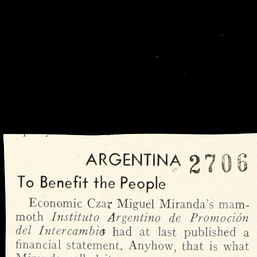 ARGENTINA 2706
To Benefit the People
Economic Czar Miguel Miranda's mam-
moth Instituto Argentino de Promoción
del Intercambio had at last published a
financial statement. Anyhow, that is what